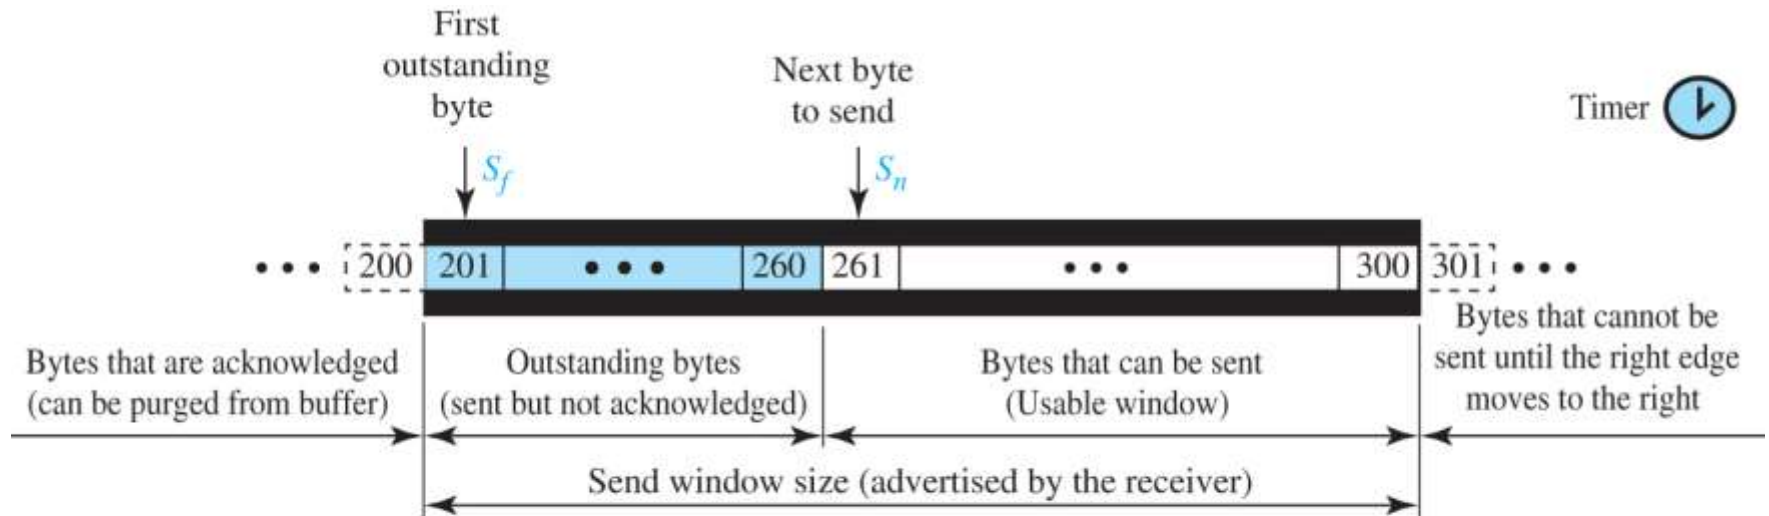 First
outstanding
byte
Next byte
to send
Timer
S_f
S_n
••• 200 201 ••• 260 261 ••• 300 301 •••
Bytes that are acknowledged
(can be purged from buffer)
Outstanding bytes
(sent but not acknowledged)
Bytes that can be sent
(Usable window)
Bytes that cannot be
sent until the right edge
moves to the right
Send window size (advertised by the receiver)